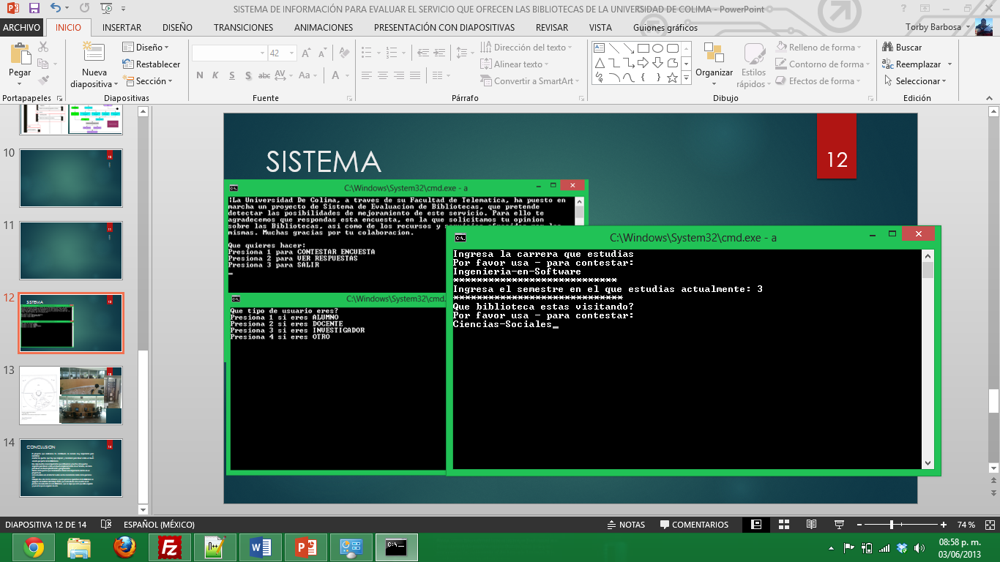 SISTEMA DE INFORMACIÓN PARA EVALUAR EL SERVICIO QUE OFRECEN LAS BIBLIOTECAS DE LA UNIVERSIDAD DE COLIMA - PowerPoint
ARCHIVO INICIO INSERTAR DISEÑO TRANSICIONES ANIMACIONES PRESENTACIÓN CON DIAPOSITIVAS REVISAR VISTA Guiones gráficos Torby Barbosa
Pegar
Portapapeles
Nueva diapositiva
Diseño
Restablecer
Sección
Diapositivas
42
N K S S abc AV Aa A
Fuente
Dirección del texto
Alinear texto
Convertir a SmartArt
Párrafo
Organizar
Estilos rápidos
Relleno de forma
Contorno de forma
Efectos de forma
Dibujo
Buscar
Reemplazar
Seleccionar
Edición
10
11
12
SISTEMA
13
14
CONCLUSION
SISTEMA
12
C:\Windows\System32\cmd.exe - a
!La Universidad De Colima, a traves de su Facultad de Telematica, ha puesto en
marcha un proyecto de Sistema de Evaluacion de Bibliotecas, que pretende
detectar las posibilidades de mejoramiento de este servicio. Para ello te
agradecemos que respondas esta encuesta, en la que solicitamos tu opinion
sobre las Bibliotecas, asi como de los recursos y
mismas. Muchas gracias por tu colaboracion.
Que quieres hacer:
Presiona 1 para CONTESTAR ENCUESTA
Presiona 2 para VER RESPUESTAS
Presiona 3 para SALIR
C:\Windows\System32\cmd.
Que tipo de usuario eres?
Presiona 1 si eres ALUMNO
Presiona 2 si eres DOCENTE
Presiona 3 si eres INVESTIGADOR
Presiona 4 si eres OTRO
C:\Windows\System32\cmd.exe - a
Ingresa la carrera que estudias
Por favor usa - para contestar:
Ingenieria-en-Software
****************************
Ingresa el semestre en el que estudias actualmente: 3
*****************************
Que biblioteca estas visitando?
Por favor usa - para contestar:
Ciencias-Sociales_
DIAPOSITIVA 12 DE 14 ESPAÑOL (MÉXICO) NOTAS COMENTARIOS 74 %
08:58 p. m.
03/06/2013